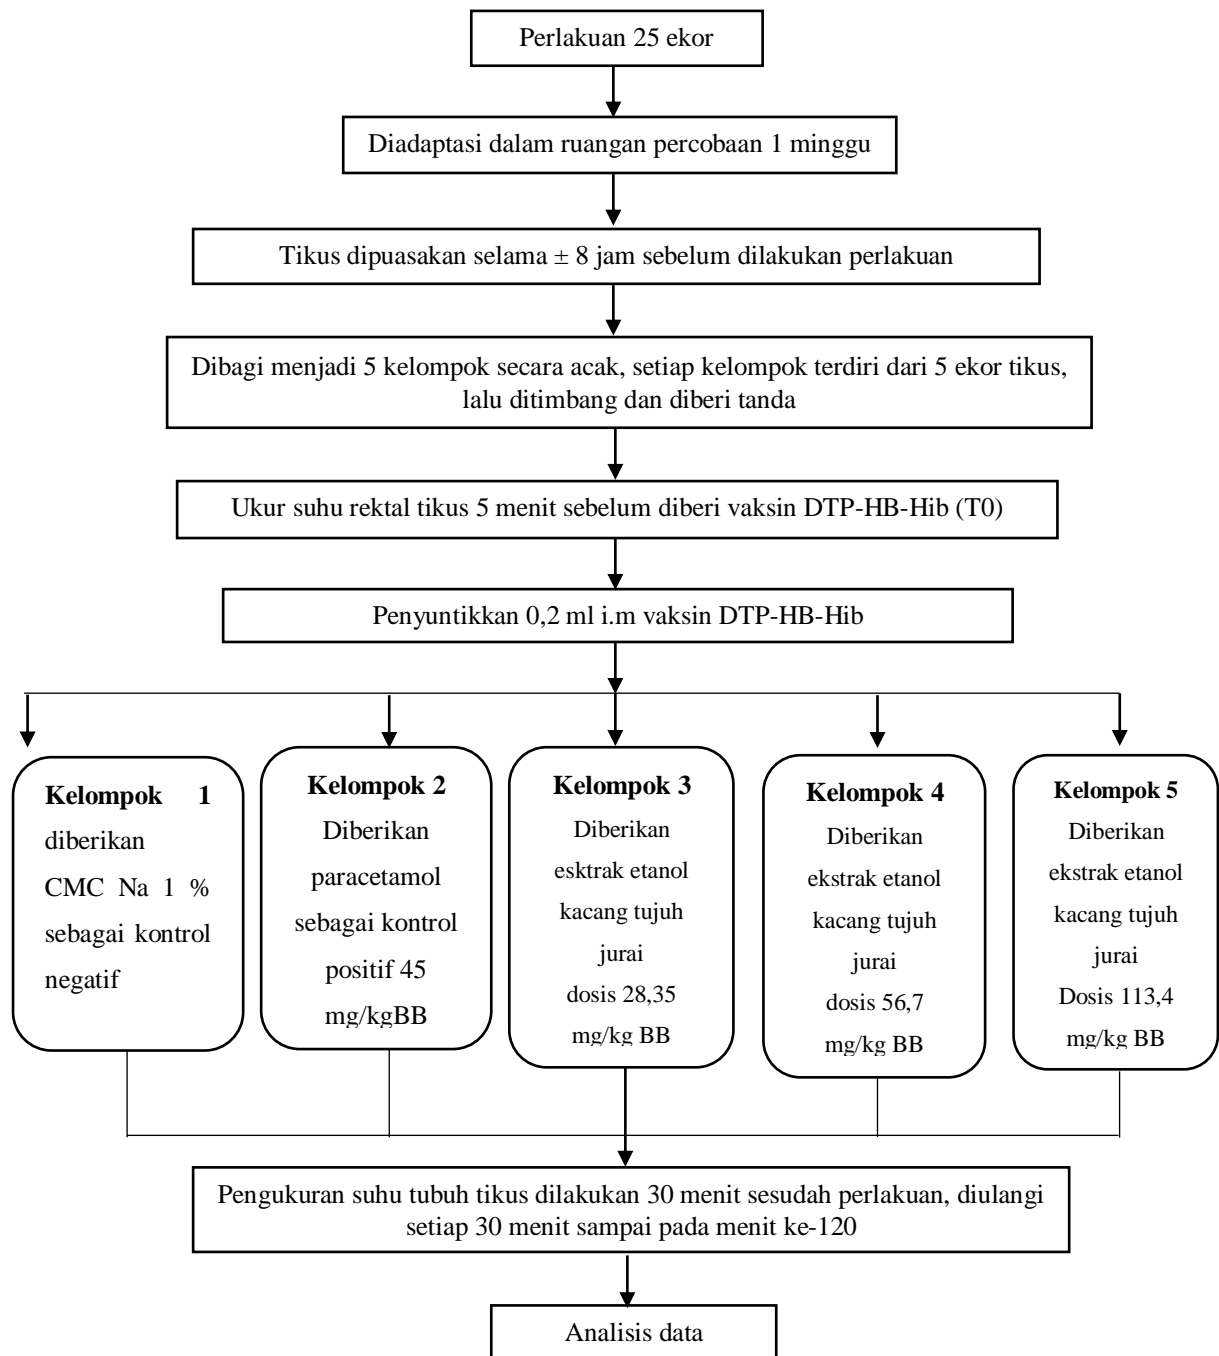 Perlakuan 25 ekor
Diadaptasi dalam ruangan percobaan 1 minggu
Tikus dipuasakan selama ± 8 jam sebelum dilakukan perlakuan
Dibagi menjadi 5 kelompok secara acak, setiap kelompok terdiri dari 5 ekor tikus,
lalu ditimbang dan diberi tanda
Ukur suhu rektal tikus 5 menit sebelum diberi vaksin DTP-HB-Hib (T0)
Penyuntikkan 0,2 ml i.m vaksin DTP-HB-Hib
Kelompok 1
diberikan
CMC Na 1 %
sebagai kontrol
negatif
Kelompok 2
Diberikan
paracetamol
sebagai kontrol
positif 45
mg/kgBB
Kelompok 3
Diberikan
esktrak etanol
kacang tujuh
jurai
dosis 28,35
mg/kg BB
Kelompok 4
Diberikan
ekstrak etanol
kacang tujuh
jurai
dosis 56,7
mg/kg BB
Kelompok 5
Diberikan
ekstrak etanol
kacang tujuh
jurai
Dosis 113,4
mg/kg BB
Pengukuran suhu tubuh tikus dilakukan 30 menit sesudah perlakuan, diulangi
setiap 30 menit sampai pada menit ke-120
Analisis data